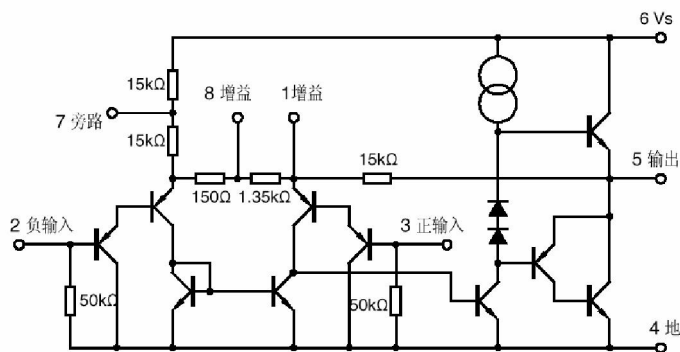 6 Vs
15kΩ
8 增益
1增益
7 旁路
15kΩ
15kΩ
5 输出
150Ω
1.35kΩ
2 负输入
3 正输入
50kΩ
50kΩ
4 地